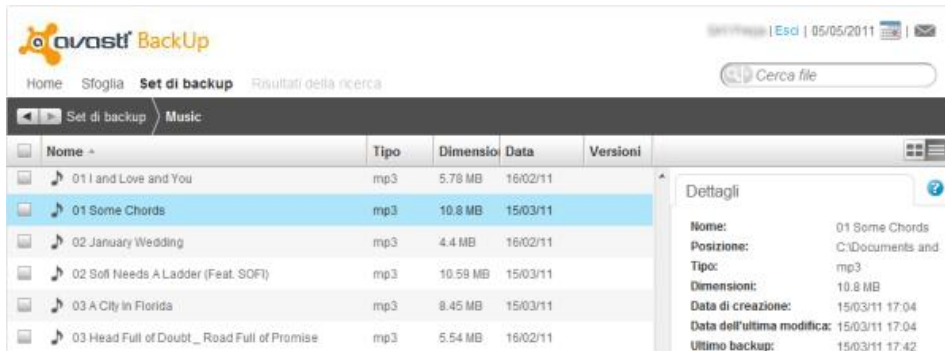 avast! BackUp
| Esci | 05/05/2011 |
Home Sfoglia Set di backup Risultati della ricerca
Cerca file
Set di backup Music
Nome Tipo Dimensio Data Versioni
01 I and Love and You mp3 5.78 MB 16/02/11
01 Some Chords mp3 10.8 MB 15/03/11
02 January Wedding mp3 4.4 MB 16/02/11
02 Sofi Needs A Ladder (Feat. SOFI) mp3 10.59 MB 15/03/11
03 A City In Florida mp3 8.45 MB 15/03/11
03 Head Full of Doubt _ Road Full of Promise mp3 5.54 MB 16/02/11
Dettagli
?
Nome: 01 Some Chords
Posizione: C:\Documents and
Tipo: mp3
Dimensioni: 10.8 MB
Data di creazione: 15/03/11 17:04
Data dell'ultima modifica: 15/03/11 17:04
Ultimo backup: 15/03/11 17:42